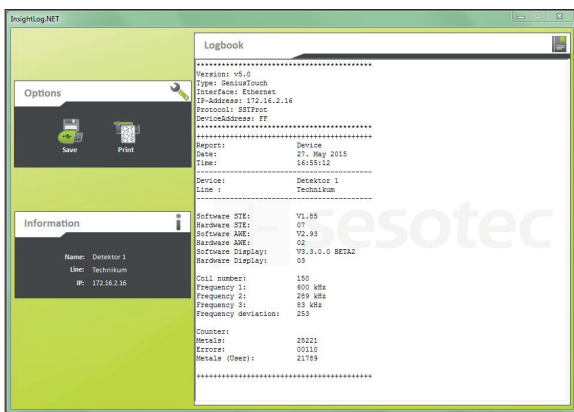 InsightLog.NET
Options
Save Print
Information
Name: Detektor 1
Line: Technikum
IP: 172.16.2.16
Logbook
******************************************
Version: v5.0
Type: GeniusTouch
Interface: Ethernet
IP-Address: 172.16.2.16
Protocol: SSTProt
DeviceAddress: FF
******************************************
++++++++++++++++++++++++++++++++++++++++++
Report: Device
Date: 27. May 2015
Time: 16:55:12
------------------------------------------
Device: Detektor 1
Line : Technikum
------------------------------------------
Software STE: V1.85
Hardware STE: 07
Software AWE: V2.93
Hardware AWE: 02
Software Display: V3.3.0.0 BETA2
Hardware Display: 03
Coil number: 150
Frequency 1: 600 kHz
Frequency 2: 289 kHz
Frequency 3: 83 kHz
Frequency deviation: 253
Counter:
Metals: 25221
Errors: 00110
Metals (User): 21789
++++++++++++++++++++++++++++++++++++++++++
sesotec